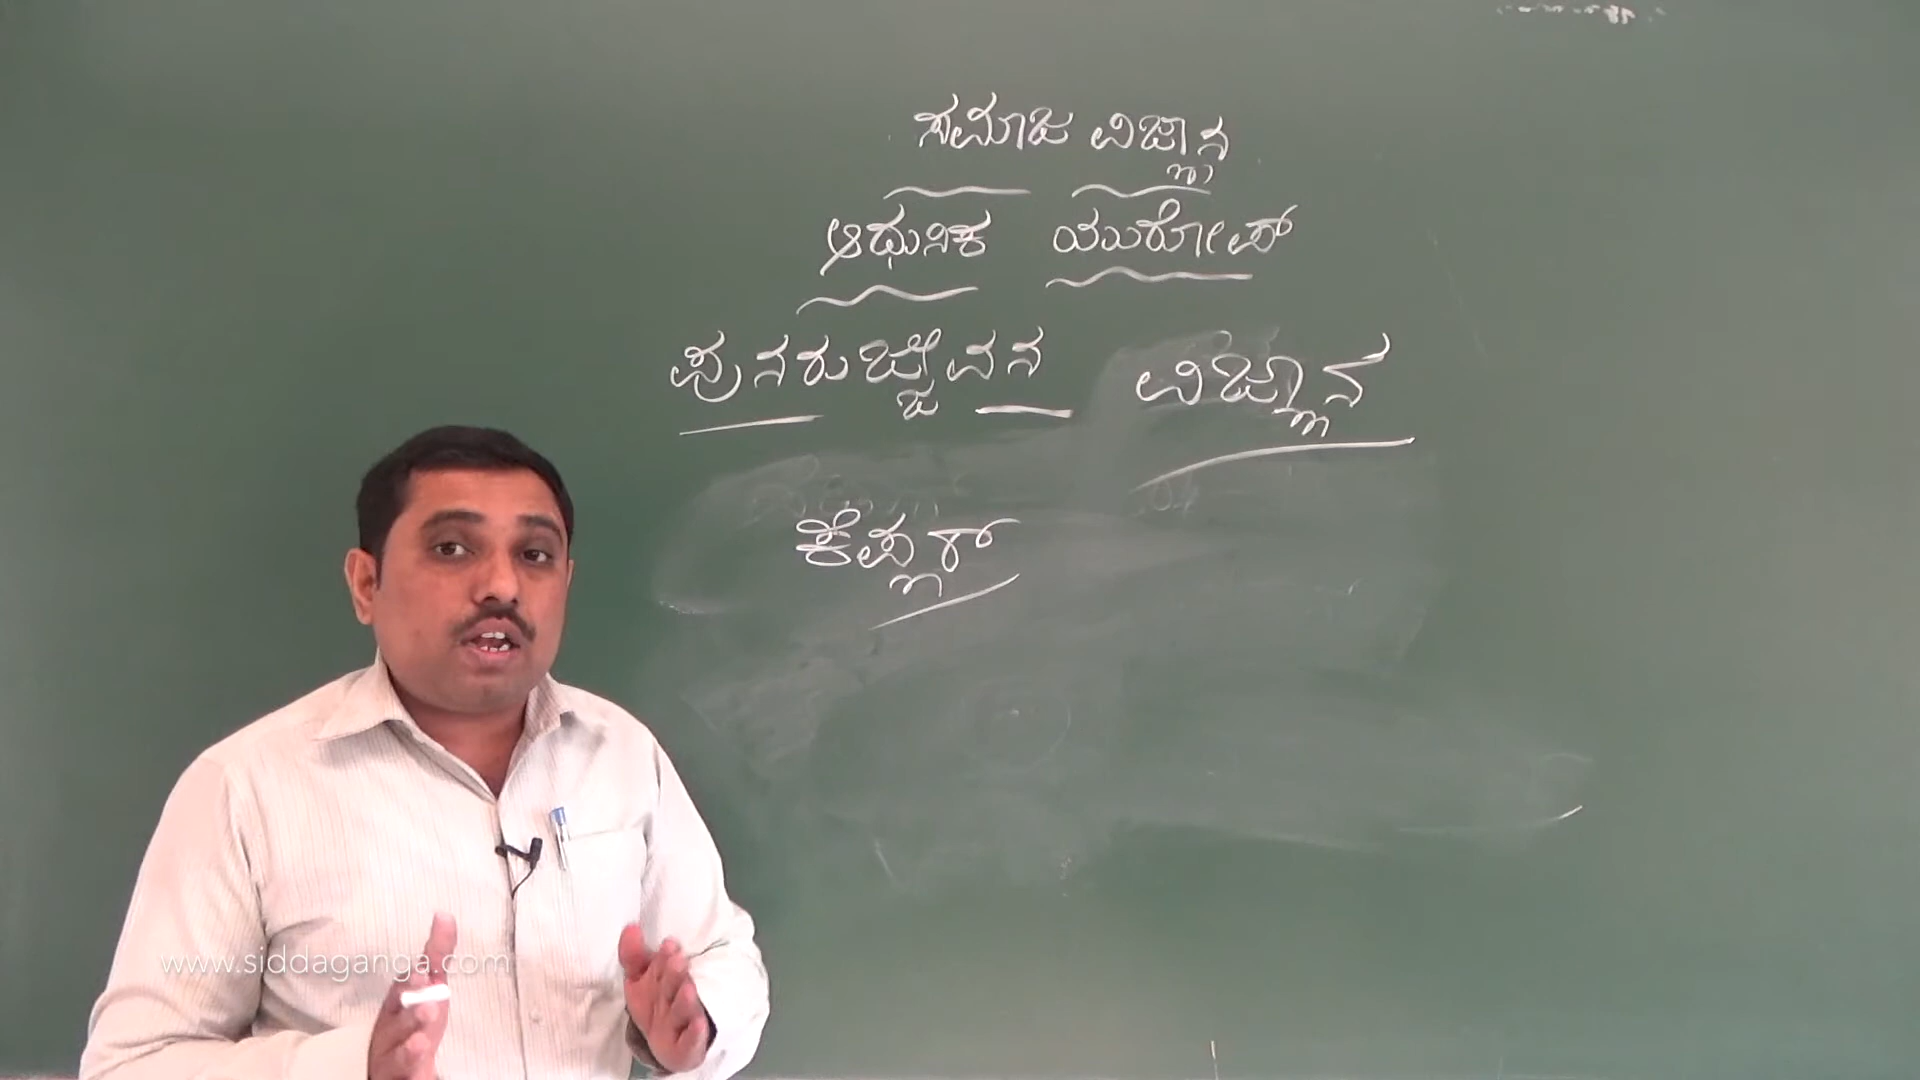 ಸಮಾಜ ವಿಜ್ಞಾನ
ಆಧುನಿಕ ಯುರೋಪ್
ಪುನರುಜ್ಜೀವನ ವಿಜ್ಞಾನ
ಕೆಪ್ಲರ್
www.siddaganga.com